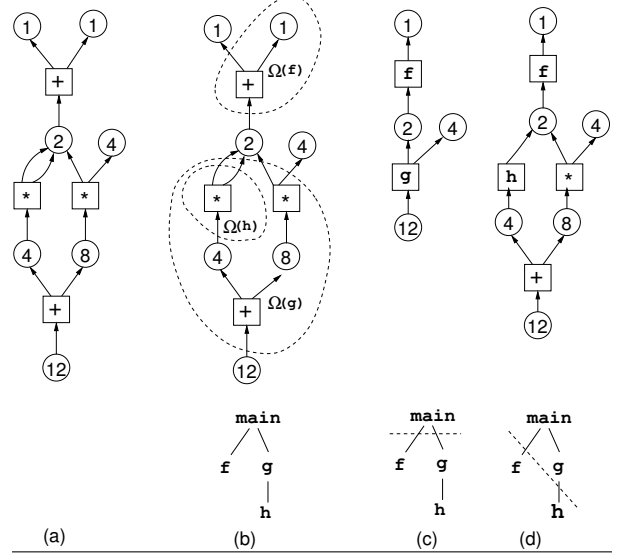 1 1
+
2
4
* *
4 8
+
12
1 1
+ Ω(f)
2
4
* *
Ω(h)
4 8
+ Ω(g)
12
1
f
2 4
g
12
1
f
2 4
h *
4 8
+
12
main
f g
h
main
f g
h
main
f g
h
(a) (b) (c) (d)